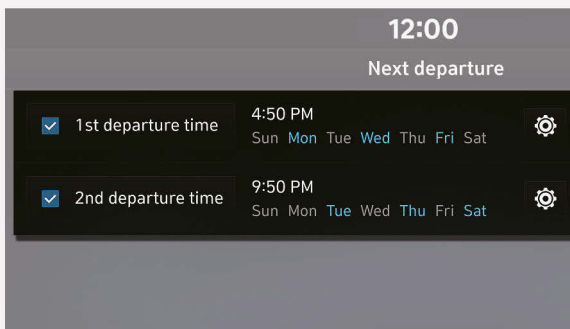 12:00
Next departure
1st departure time
4:50 PM
Sun Mon Tue Wed Thu Fri Sat
2nd departure time
9:50 PM
Sun Mon Tue Wed Thu Fri Sat